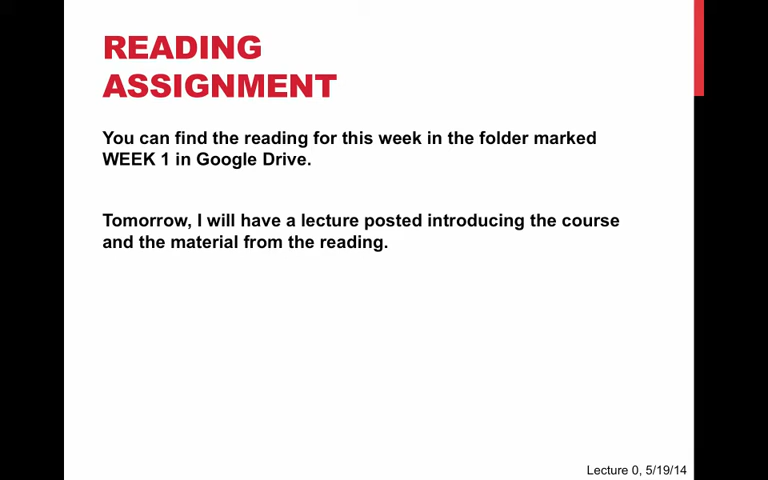 READING
ASSIGNMENT
You can find the reading for this week in the folder marked
WEEK 1 in Google Drive.
Tomorrow, I will have a lecture posted introducing the course
and the material from the reading.
Lecture 0, 5/19/14